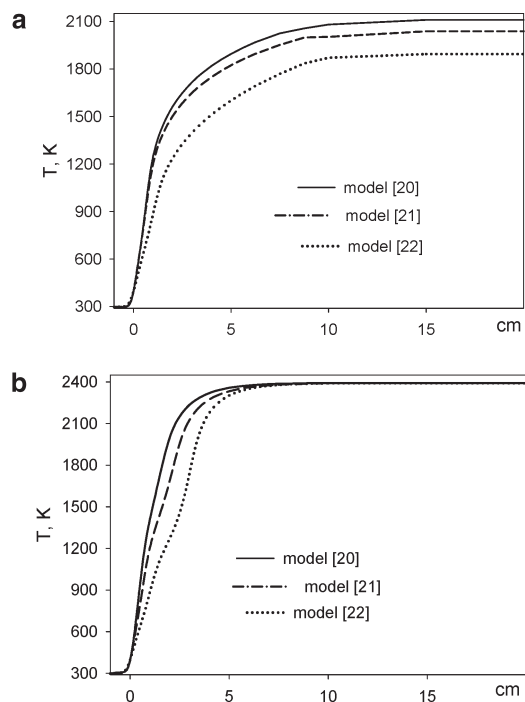 a
2100
1800
1500
1200
900
600
300
T, K
model [20]
model [21]
model [22]
0 5 10 15 cm
b
2400
2100
1800
1500
1200
900
600
300
T, K
model [20]
model [21]
model [22]
0 5 10 15 cm